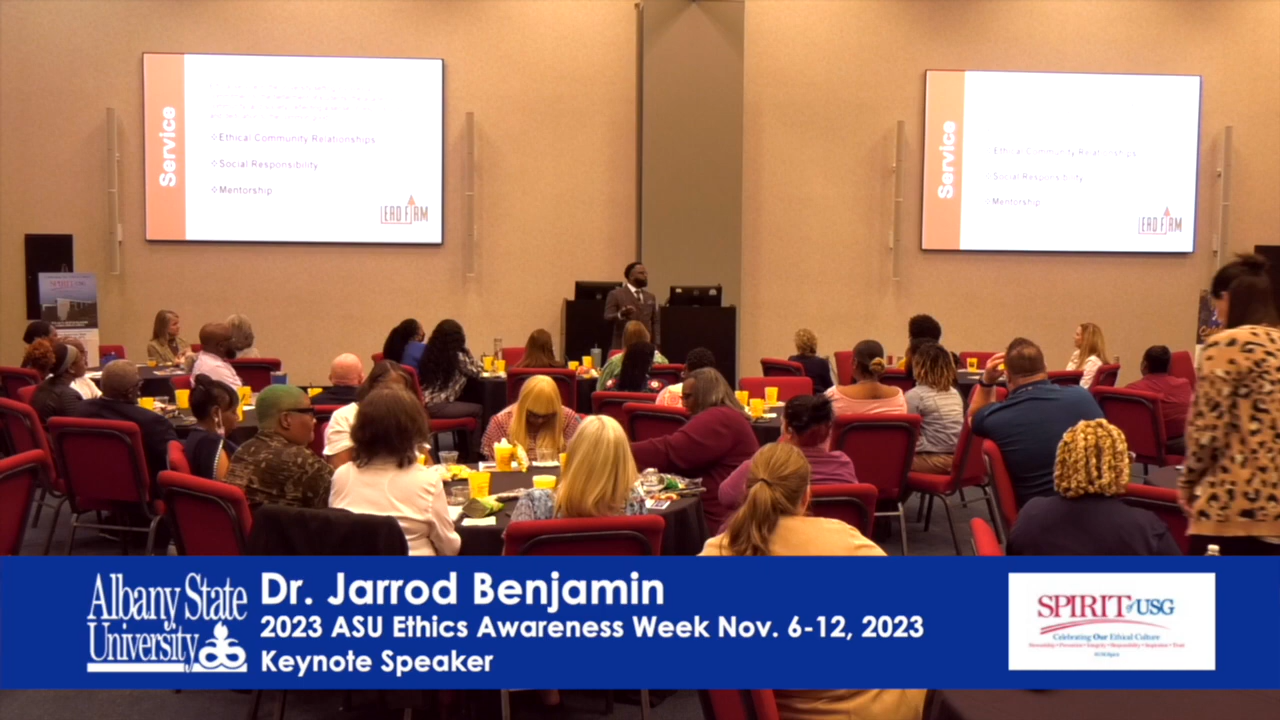 Service
❖Ethical Community Relationships
❖Social Responsibility
❖Mentorship
LEAD FIRM
Service
Ethical Community Relationships
Social Responsibility
Mentorship
LEAD FIRM
Albany State
University
Dr. Jarrod Benjamin
2023 ASU Ethics Awareness Week Nov. 6-12, 2023
Keynote Speaker
SPIRIT of USG
Celebrating Our Ethical Culture